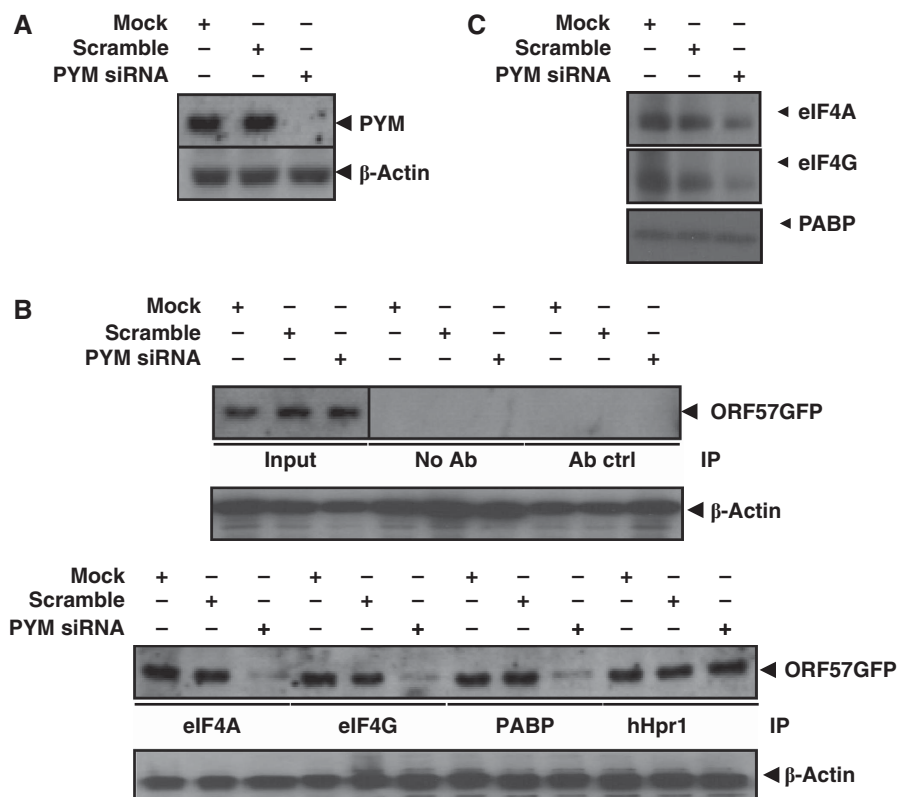 A
Mock + – –
Scramble – + –
PYM siRNA – – +
◄ PYM
◄ β-Actin
C
Mock + – –
Scramble – + –
PYM siRNA – – +
◄ eIF4A
◄ eIF4G
◄ PABP
B
Mock + – – + – – + – –
Scramble – + – – + – – + –
PYM siRNA – – + – – + – – +
◄ ORF57GFP
Input No Ab Ab ctrl IP
◄ β-Actin
Mock + – – + – – + – – + – –
Scramble – + – – + – – + – – + –
PYM siRNA – – + – – + – – + – – +
◄ ORF57GFP
eIF4A eIF4G PABP hHpr1 IP
◄ β-Actin